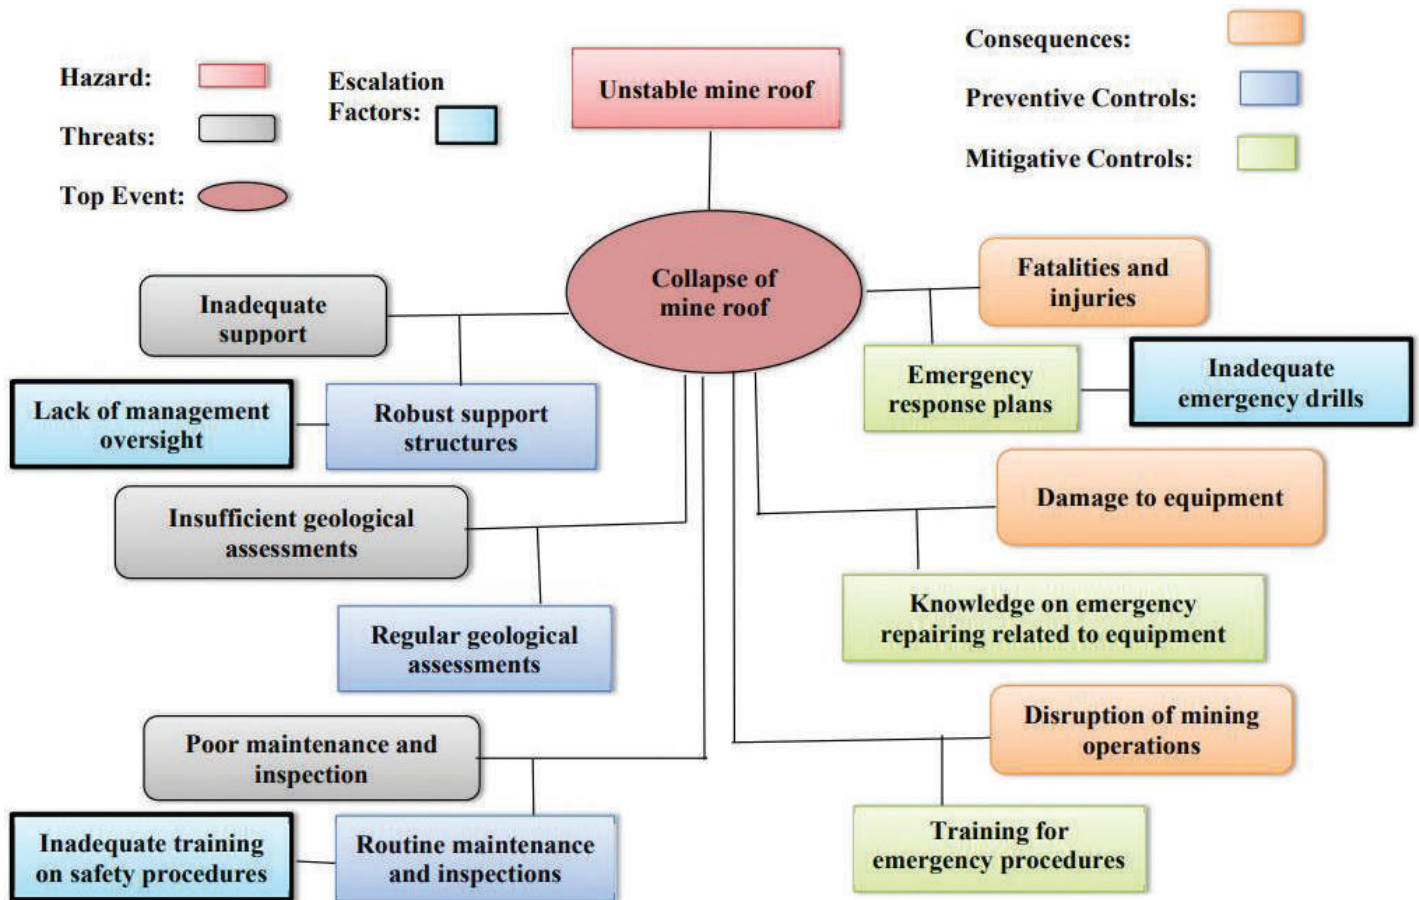 Hazard:
Threats:
Top Event:
Escalation
Factors:
Unstable mine roof
Consequences:
Preventive Controls:
Mitigative Controls:
Collapse of
mine roof
Inadequate
support
Lack of management
oversight
Robust support
structures
Insufficient geological
assessments
Regular geological
assessments
Poor maintenance and
inspection
Inadequate training
on safety procedures
Routine maintenance
and inspections
Fatalities and
injuries
Emergency
response plans
Inadequate
emergency drills
Damage to equipment
Knowledge on emergency
repairing related to equipment
Disruption of mining
operations
Training for
emergency procedures